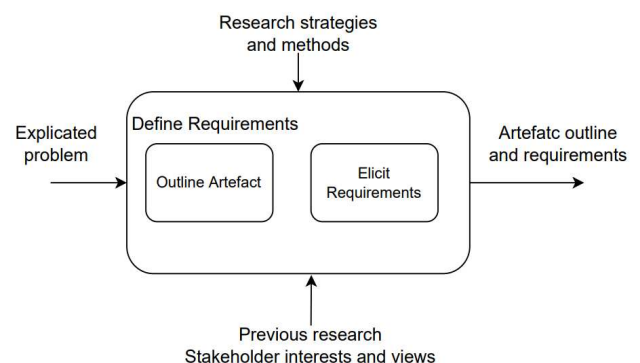 Research strategies
and methods
Define Requirements
Explicated
problem
Outline Artefact
Elicit
Requirements
Artefatc outline
and requirements
Previous research
Stakeholder interests and views